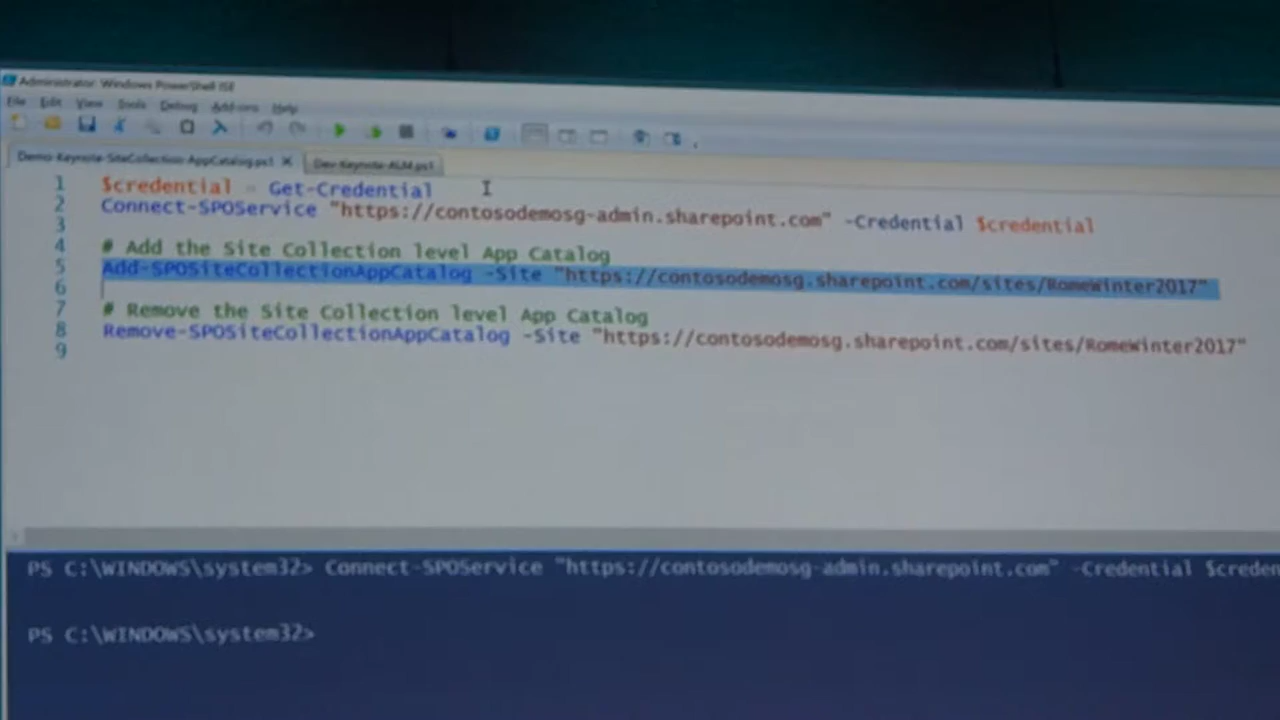 Administrator: Windows PowerShell ISE
File Edit View Tools Debug Add-ons Help
Demo-Keynote-SiteCollection-AppCatalog.ps1 Dev-Keynote-ALM.ps1
1 $credential = Get-Credential
2 Connect-SPOService "https://contosodemosg-admin.sharepoint.com" -Credential $credential
3
4 # Add the Site Collection level App Catalog
5 Add-SPOSiteCollectionAppCatalog -Site "https://contosodemosg.sharepoint.com/sites/RomeWinter2017"
6
7 # Remove the Site Collection level App Catalog
8 Remove-SPOSiteCollectionAppCatalog -Site "https://contosodemosg.sharepoint.com/sites/RomeWinter2017"
9
PS C:\WINDOWS\system32> Connect-SPOService "https://contosodemosg-admin.sharepoint.com" -Credential $creden
PS C:\WINDOWS\system32>